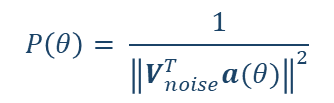 P(θ) = 1 / ‖V_noise^T a(θ)‖^2